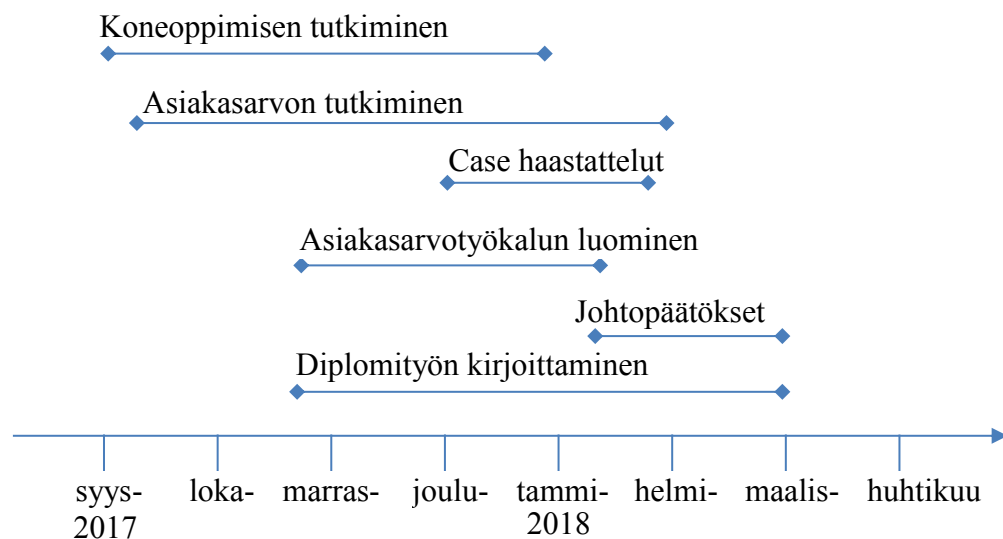 Koneoppimisen tutkiminen
Asiakasarvon tutkiminen
Case haastattelut
Asiakasarvotyökalun luominen
Johtopäätökset
Diplomityön kirjoittaminen
syys- loka- marras- joulu- tammi- helmi- maalis- huhtikuu
2017 2018